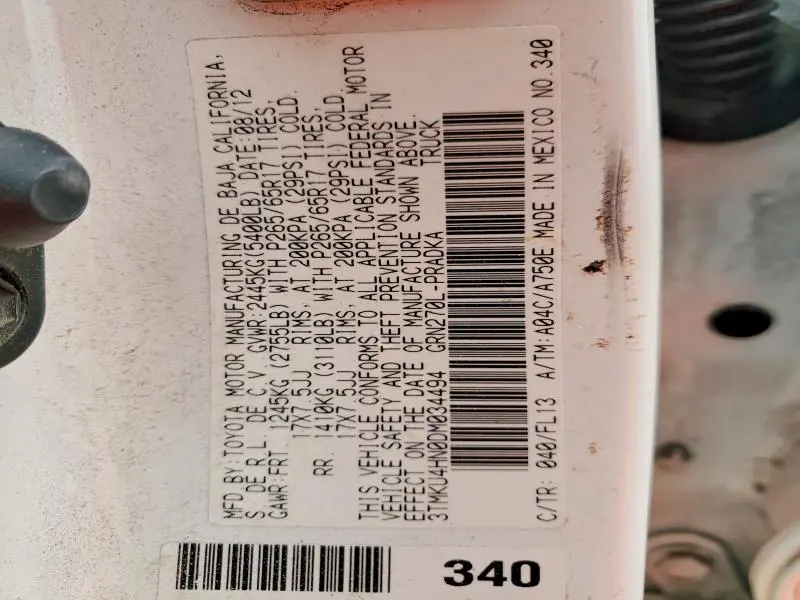 MFD BY:TOYOTA MOTOR MANUFACTURING DE BAJA CALIFORNIA,
S. DE R.L. DE C.V. GVWR:2445KG(5400LB) DATE:08/12
GAWR:FRT. 1245KG (2755LB) WITH P265/65R17 TIRES,
17X7.5JJ RIMS, AT 200KPA (29PSI) COLD.
RR. 1410KG (3110LB) WITH P265/65R17 TIRES,
17X7.5JJ RIMS, AT 200KPA (29PSI) COLD.
THIS VEHICLE CONFORMS TO ALL APPLICABLE FEDERAL MOTOR
VEHICLE SAFETY AND THEFT PREVENTION STANDARDS IN
EFFECT ON THE DATE OF MANUFACTURE SHOWN ABOVE.
3TMKU4HN0DM034494 GRN270L-PRADKA TRUCK
C/TR: 040/FL13 A/TM:A04C/A750E MADE IN MEXICO NO.340
340